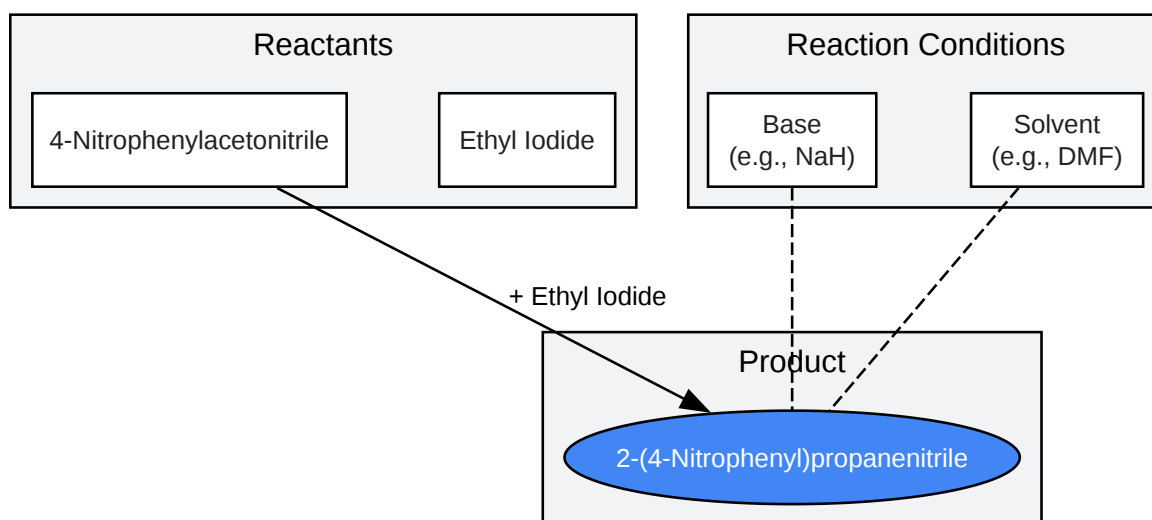 Reactants
Reaction Conditions
4-Nitrophenylacetonitrile
Ethyl Iodide
Base
(e.g., NaH)
Solvent
(e.g., DMF)
+ Ethyl Iodide
Product
2-(4-Nitrophenyl)propanenitrile